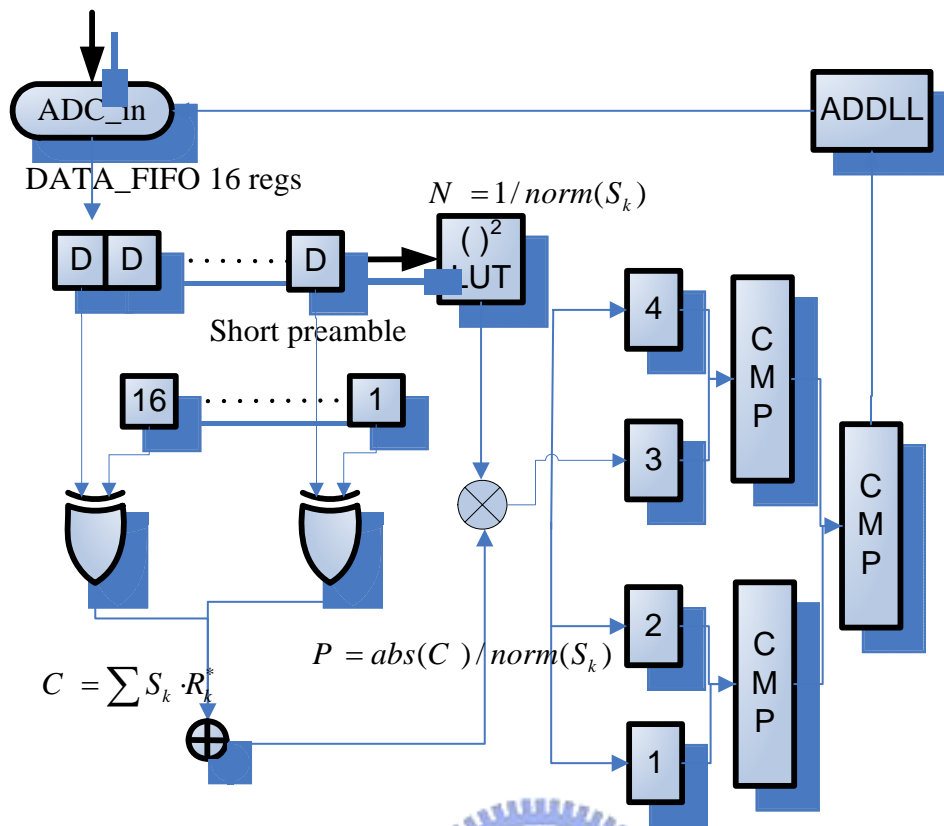 ADC_in
ADDLL
DATA_FIFO 16 regs
N = 1/ norm(S_k)
D D ········ D
( )²
LUT
Short preamble
16 ········ 1
4
3
C
M
P
C
M
P
2
1
C
M
P
P = abs(C ) / norm(S_k)
C = ∑ S_k · R_k^*